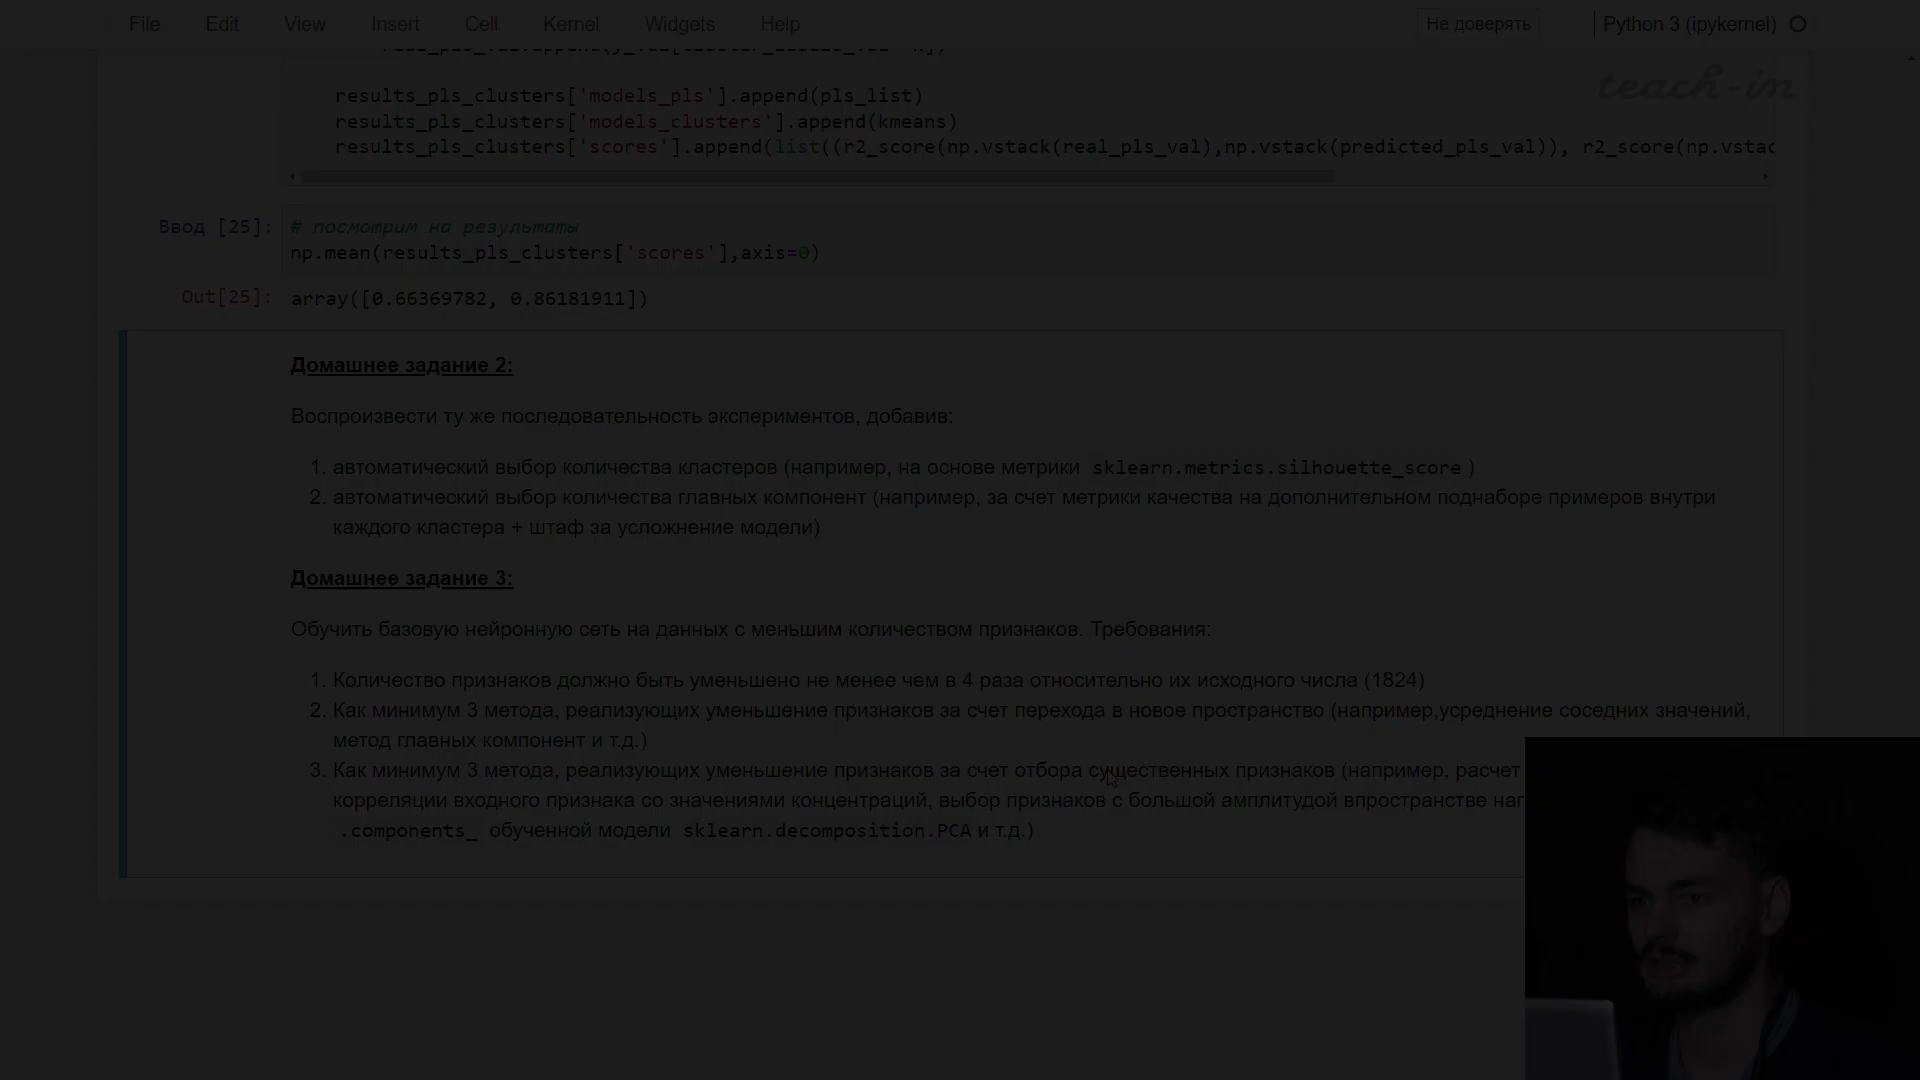 File Edit View Insert Cell Kernel Widgets Help Не доверять Python 3 (ipykernel)
teach-in
results_pls_clusters['models_pls'].append(pls_list)
results_pls_clusters['models_clusters'].append(kmeans)
results_pls_clusters['scores'].append(list((r2_score(np.vstack(real_pls_val),np.vstack(predicted_pls_val)), r2_score(np.vstac
Ввод [25]: # посмотрим на результаты
np.mean(results_pls_clusters['scores'],axis=0)
Out[25]: array([0.66369782, 0.86181911])
Домашнее задание 2:
Воспроизвести ту же последовательность экспериментов, добавив:
1. автоматический выбор количества кластеров (например, на основе метрики sklearn.metrics.silhouette_score )
2. автоматический выбор количества главных компонент (например, за счет метрики качества на дополнительном поднаборе примеров внутри
каждого кластера + штаф за усложнение модели)
Домашнее задание 3:
Обучить базовую нейронную сеть на данных с меньшим количеством признаков. Требования:
1. Количество признаков должно быть уменьшено не менее чем в 4 раза относительно их исходного числа (1824)
2. Как минимум 3 метода, реализующих уменьшение признаков за счет перехода в новое пространство (например,усреднение соседних значений,
метод главных компонент и т.д.)
3. Как минимум 3 метода, реализующих уменьшение признаков за счет отбора существенных признаков (например, расчет
корреляции входного признака со значениями концентраций, выбор признаков с большой амплитудой впространстве наг
.components_ обученной модели sklearn.decomposition.PCA и т.д.)